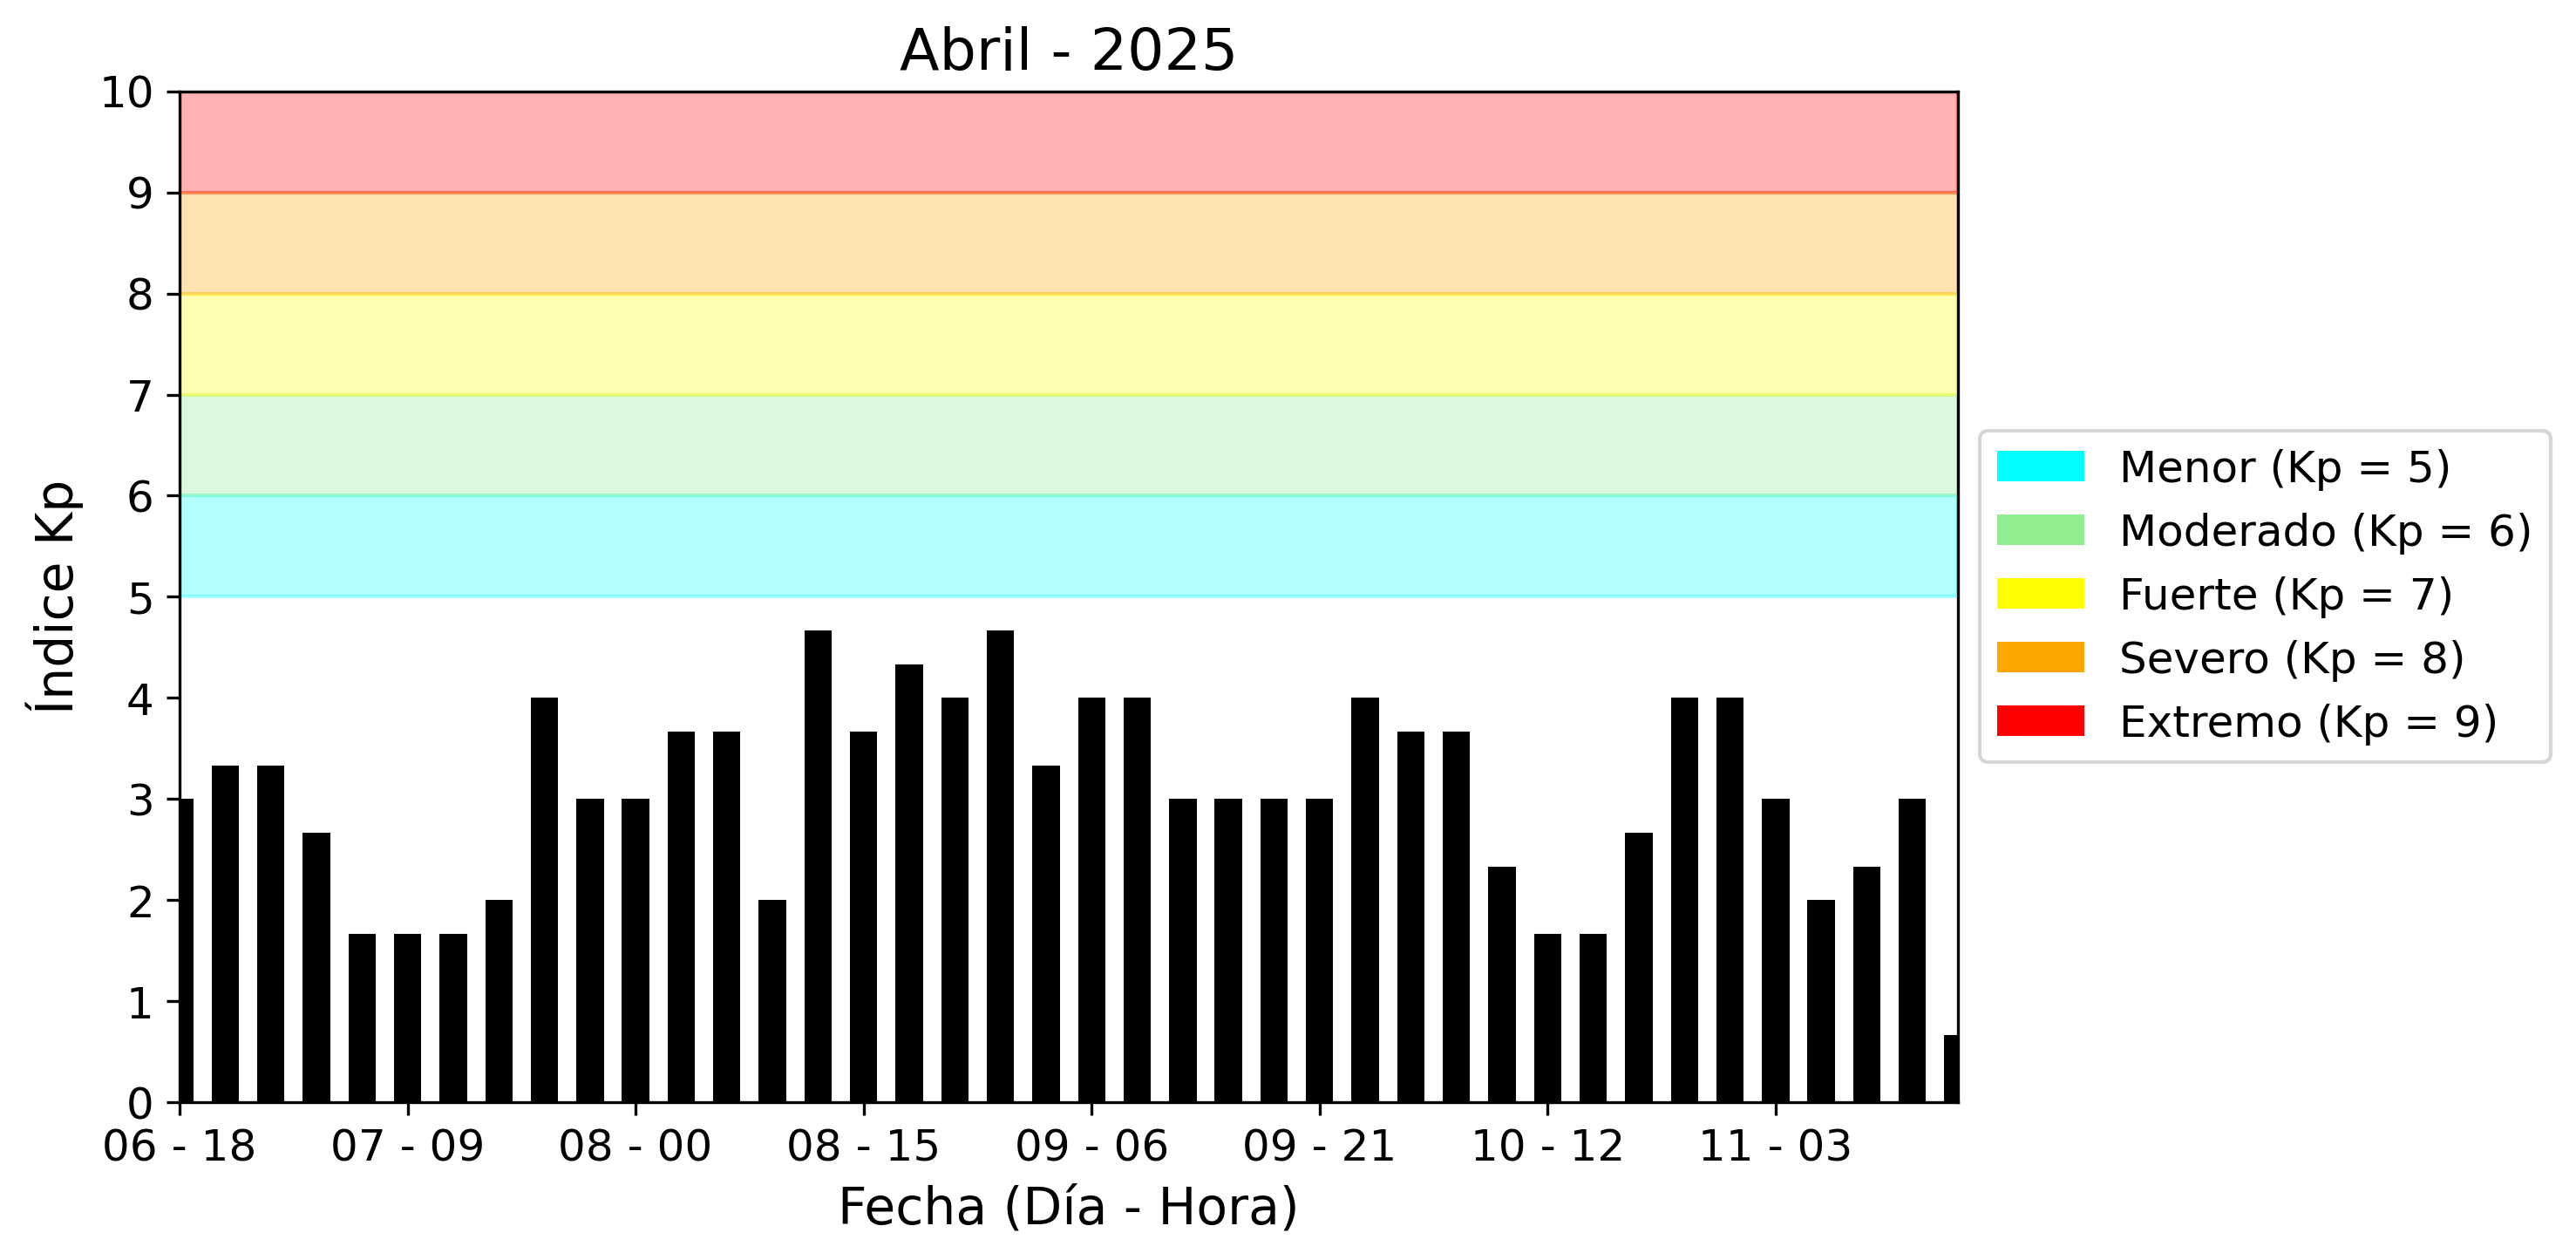 Abril - 2025
10
9
8
7
6
5
4
3
2
1
0
Índice Kp
06 - 18
07 - 09
08 - 00
08 - 15
09 - 06
09 - 21
10 - 12
11 - 03
Fecha (Día - Hora)
Menor (Kp = 5)
Moderado (Kp = 6)
Fuerte (Kp = 7)
Severo (Kp = 8)
Extremo (Kp = 9)